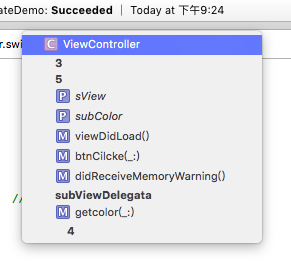 ateDemo: Succeeded | Today at 下午9:24
r.swi
C ViewController
3
5
P sView
P subColor
M viewDidLoad()
M btnCilcke(_:)
M didReceiveMemoryWarning()
//
subViewDelegata
M getcolor(_:)
4